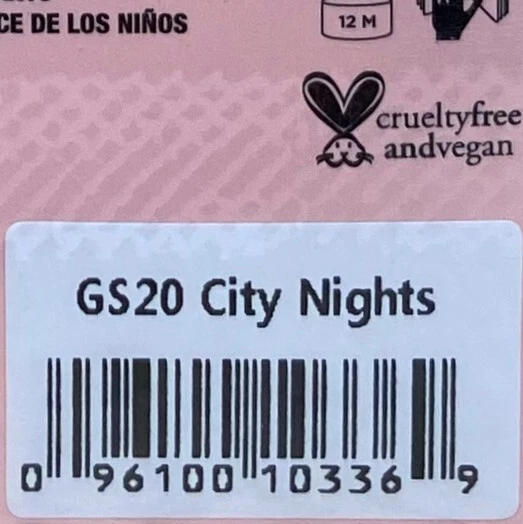 CE DE LOS NIÑOS
12 M
crueltyfree
andvegan
GS20 City Nights
0 96100 10336 9